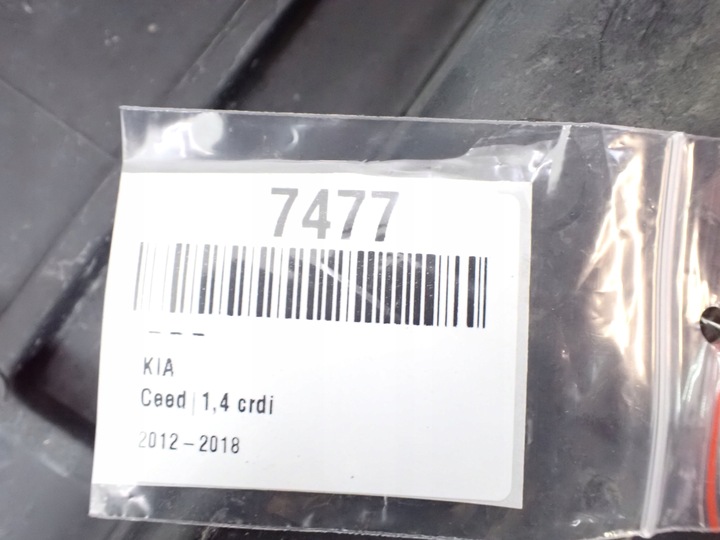 7477
– – –
KIA
Ceed | 1,4 crdi
2012 – 2018